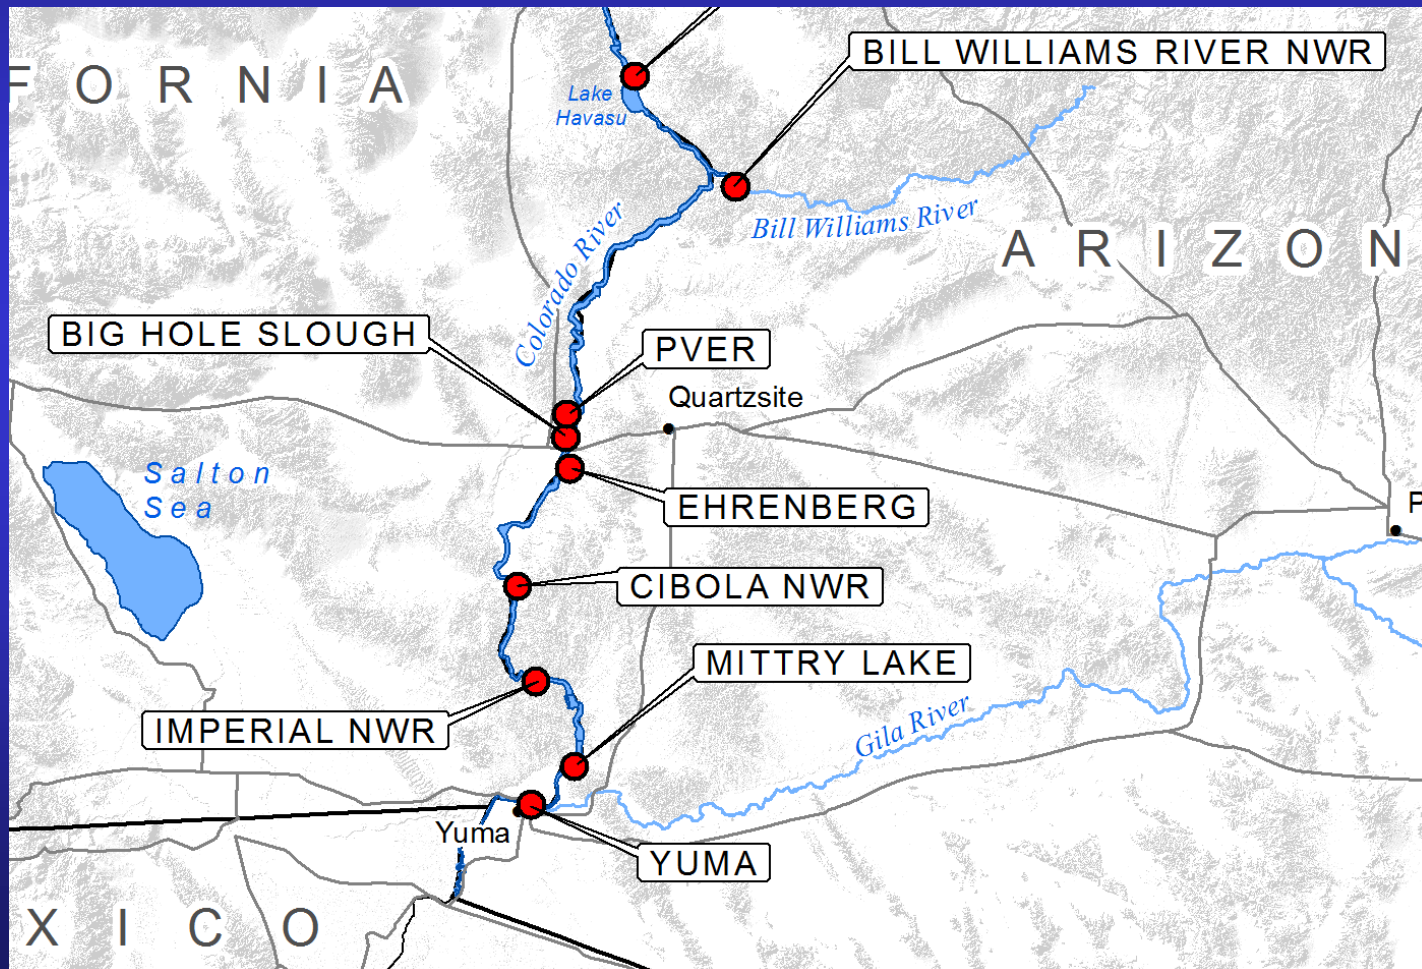 BILL WILLIAMS RIVER NWR
FORNIA
Lake
Havasu
Bill Williams River
ARIZON
Colorado River
BIG HOLE SLOUGH
PVER
Quartzsite
Salton
Sea
EHRENBERG
P
CIBOLA NWR
MITTRY LAKE
IMPERIAL NWR
Gila River
Yuma
YUMA
XICO